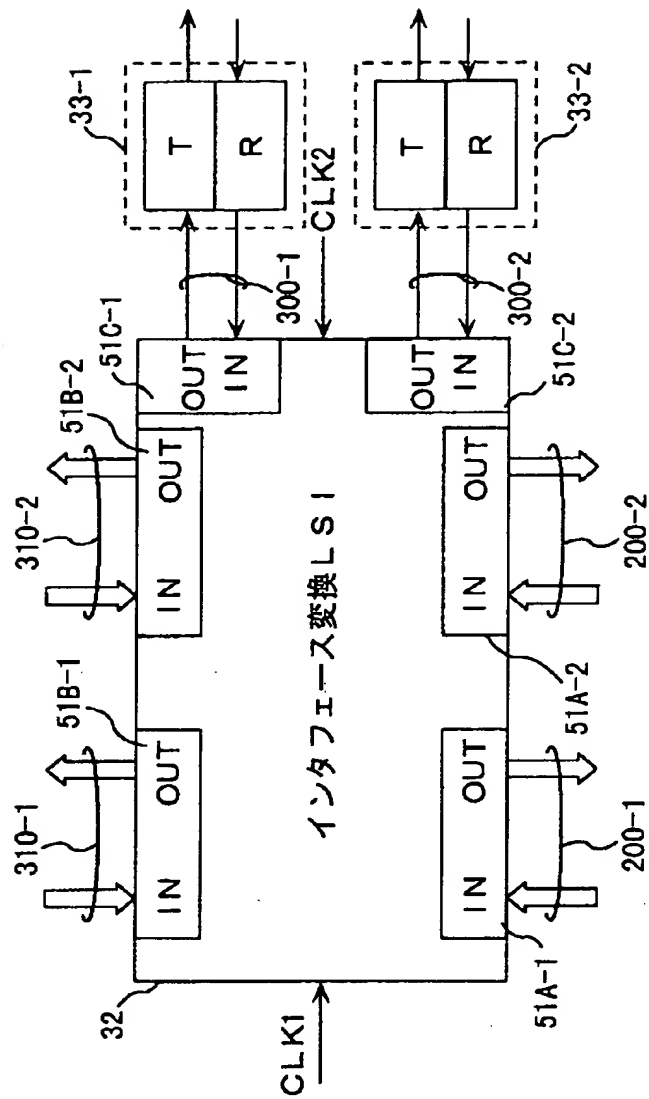 33-1
T
R
CLK2
T
R
33-2
300-1
300-2
51C-1
OUT
IN
OUT
IN
51C-2
51B-2
310-2
IN
OUT
IN
OUT
200-2
51A-2
インタフェース変換LSI
51B-1
310-1
IN
OUT
IN
OUT
200-1
51A-1
32
CLK1